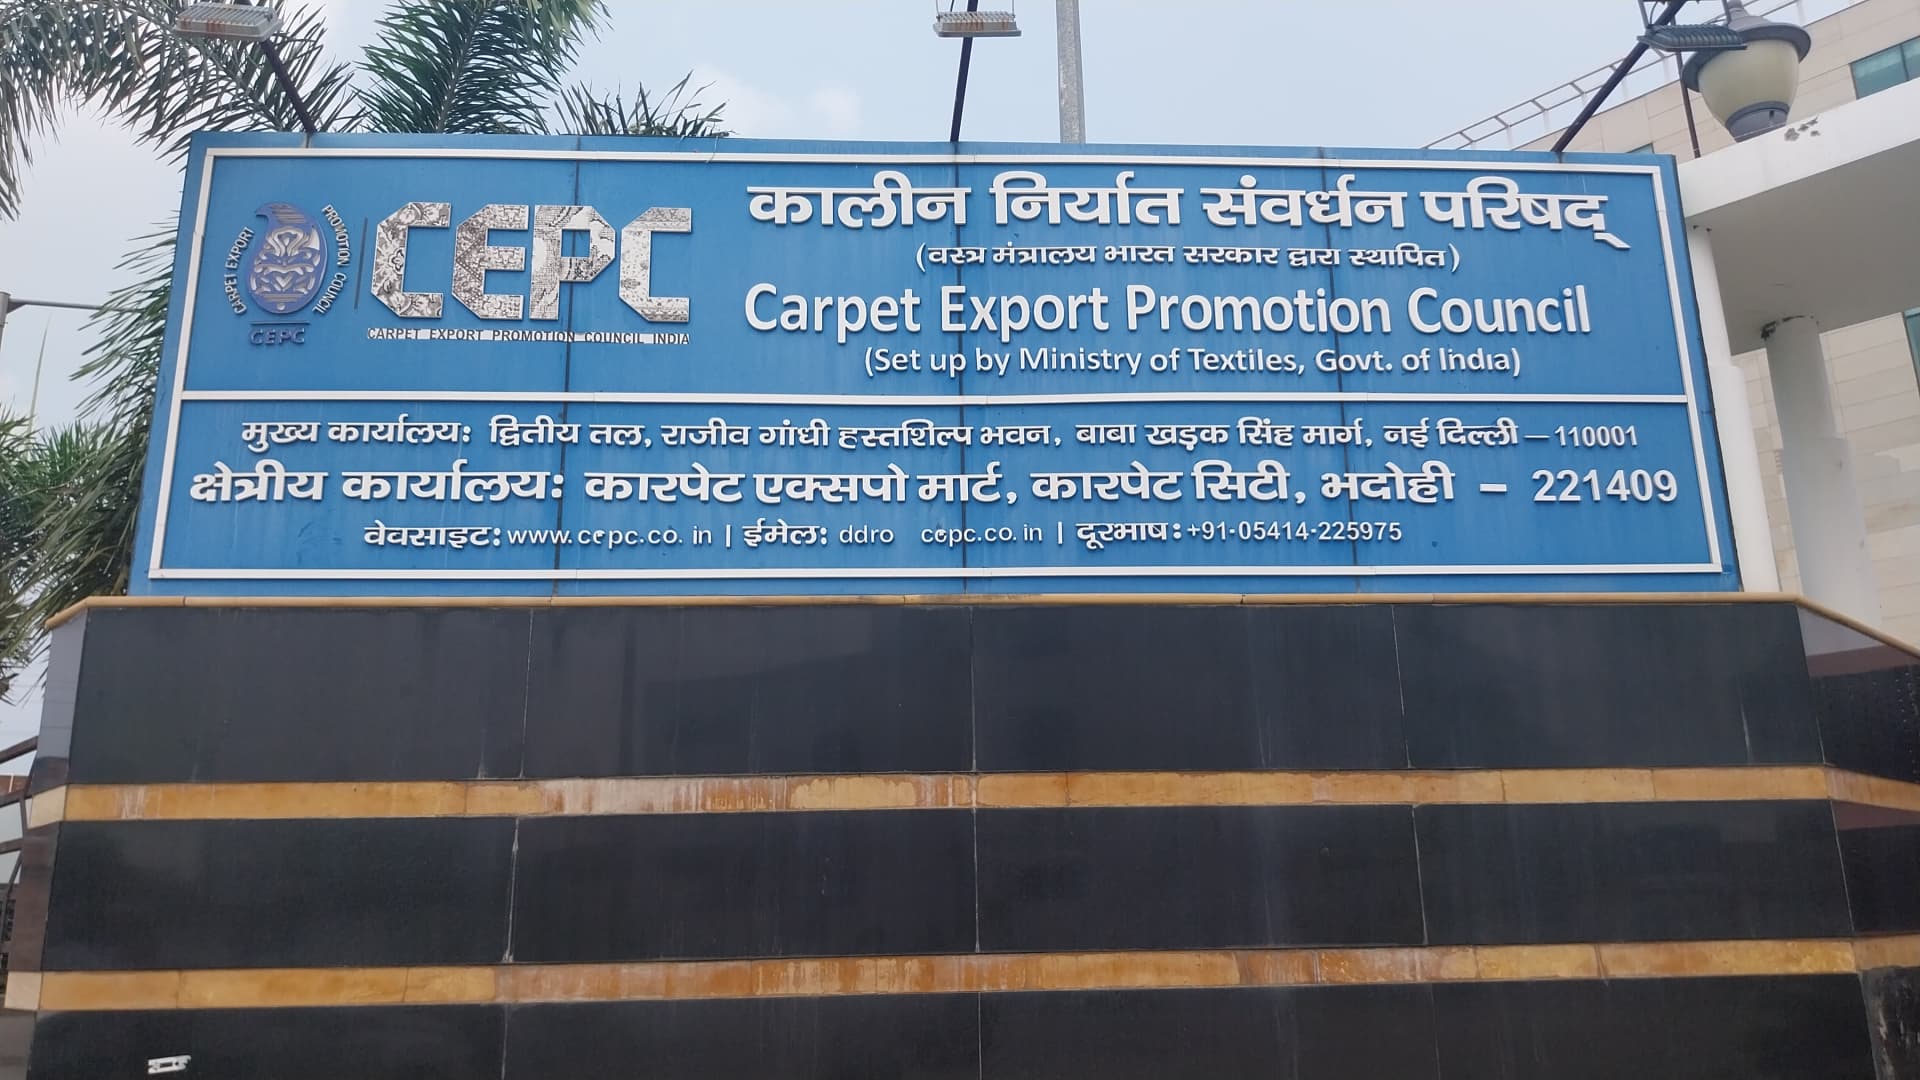 CARPET EXPORT PROMOTION COUNCIL
CEPC
CEPC
CARPET EXPORT PROMOTION COUNCIL INDIA
कालीन निर्यात संवर्धन परिषद्
(वस्त्र मंत्रालय भारत सरकार द्वारा स्थापित)
Carpet Export Promotion Council
(Set up by Ministry of Textiles, Govt. of India)
मुख्य कार्यालय: द्वितीय तल, राजीव गांधी हस्तशिल्प भवन, बाबा खड़क सिंह मार्ग, नई दिल्ली – 110001
क्षेत्रीय कार्यालय: कारपेट एक्सपो मार्ट, कारपेट सिटी, भदोही – 221409
वेवसाइट: www.cepc.co.in | ईमेल: ddro cepc.co.in | दूरभाष: +91-05414-225975